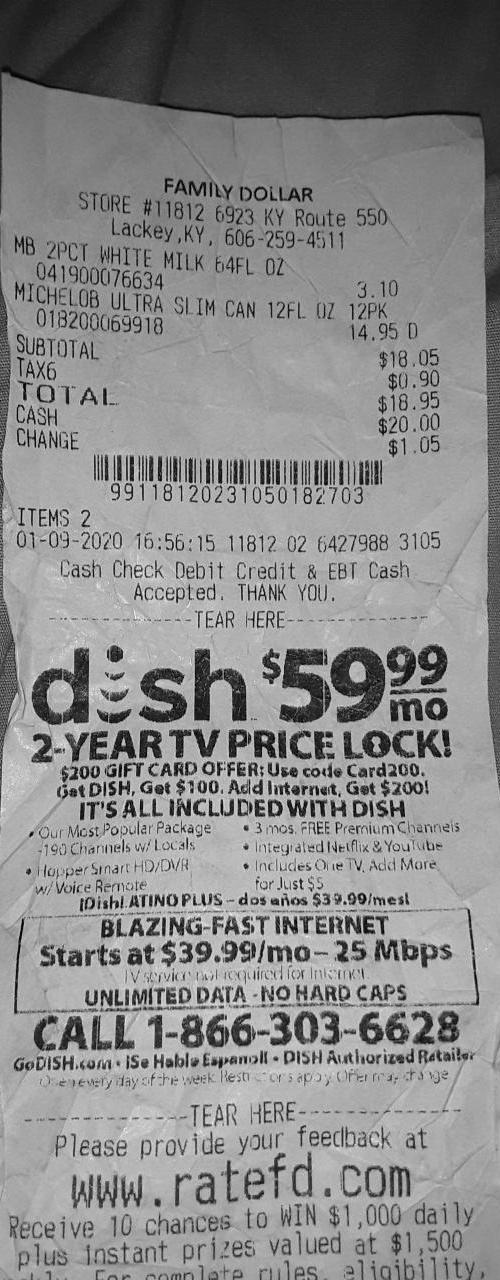 FAMILY DOLLAR
STORE #11812 6923 KY Route 550
Lackey,KY, 606-259-4511
MB 2PCT WHITE MILK 64FL OZ
041900076634 3.10
MICHELOB ULTRA SLIM CAN 12FL OZ 12PK
018200069918 14.95 D
SUBTOTAL $18.05
TAX6 $0.90
TOTAL $18.95
CASH $20.00
CHANGE $1.05
99118120231050182703
ITEMS 2
01-09-2020 16:56:15 11812 02 6427988 3105
Cash Check Debit Credit & EBT Cash
Accepted. THANK YOU.
--------------TEAR HERE--------------
dish $59.99 mo
2-YEAR TV PRICE LOCK!
$200 GIFT CARD OFFER: Use code Card200.
Get DISH, Get $100. Add Internet, Get $200!
IT'S ALL INCLUDED WITH DISH
• Our Most Popular Package • 3 mos. FREE Premium Channels
-190 Channels w/ Locals • Integrated Netflix & YouTube
• Hopper Smart HD/DVR • Includes One TV, Add More
w/ Voice Remote for Just $5
¡DishLATINO PLUS - dos años $39.99/mes!
BLAZING-FAST INTERNET
Starts at $39.99/mo- 25 Mbps
TV service not required for Internet
UNLIMITED DATA - NO HARD CAPS
CALL 1-866-303-6628
GoDISH.com • ¡Se Habla Español! • DISH Authorized Retailer
Open every day of the week. Restrictions apply. Offer may change
--------------TEAR HERE--------------
Please provide your feedback at
www.ratefd.com
Receive 10 chances to WIN $1,000 daily
plus instant prizes valued at $1,500
For complete rules, eligibility,